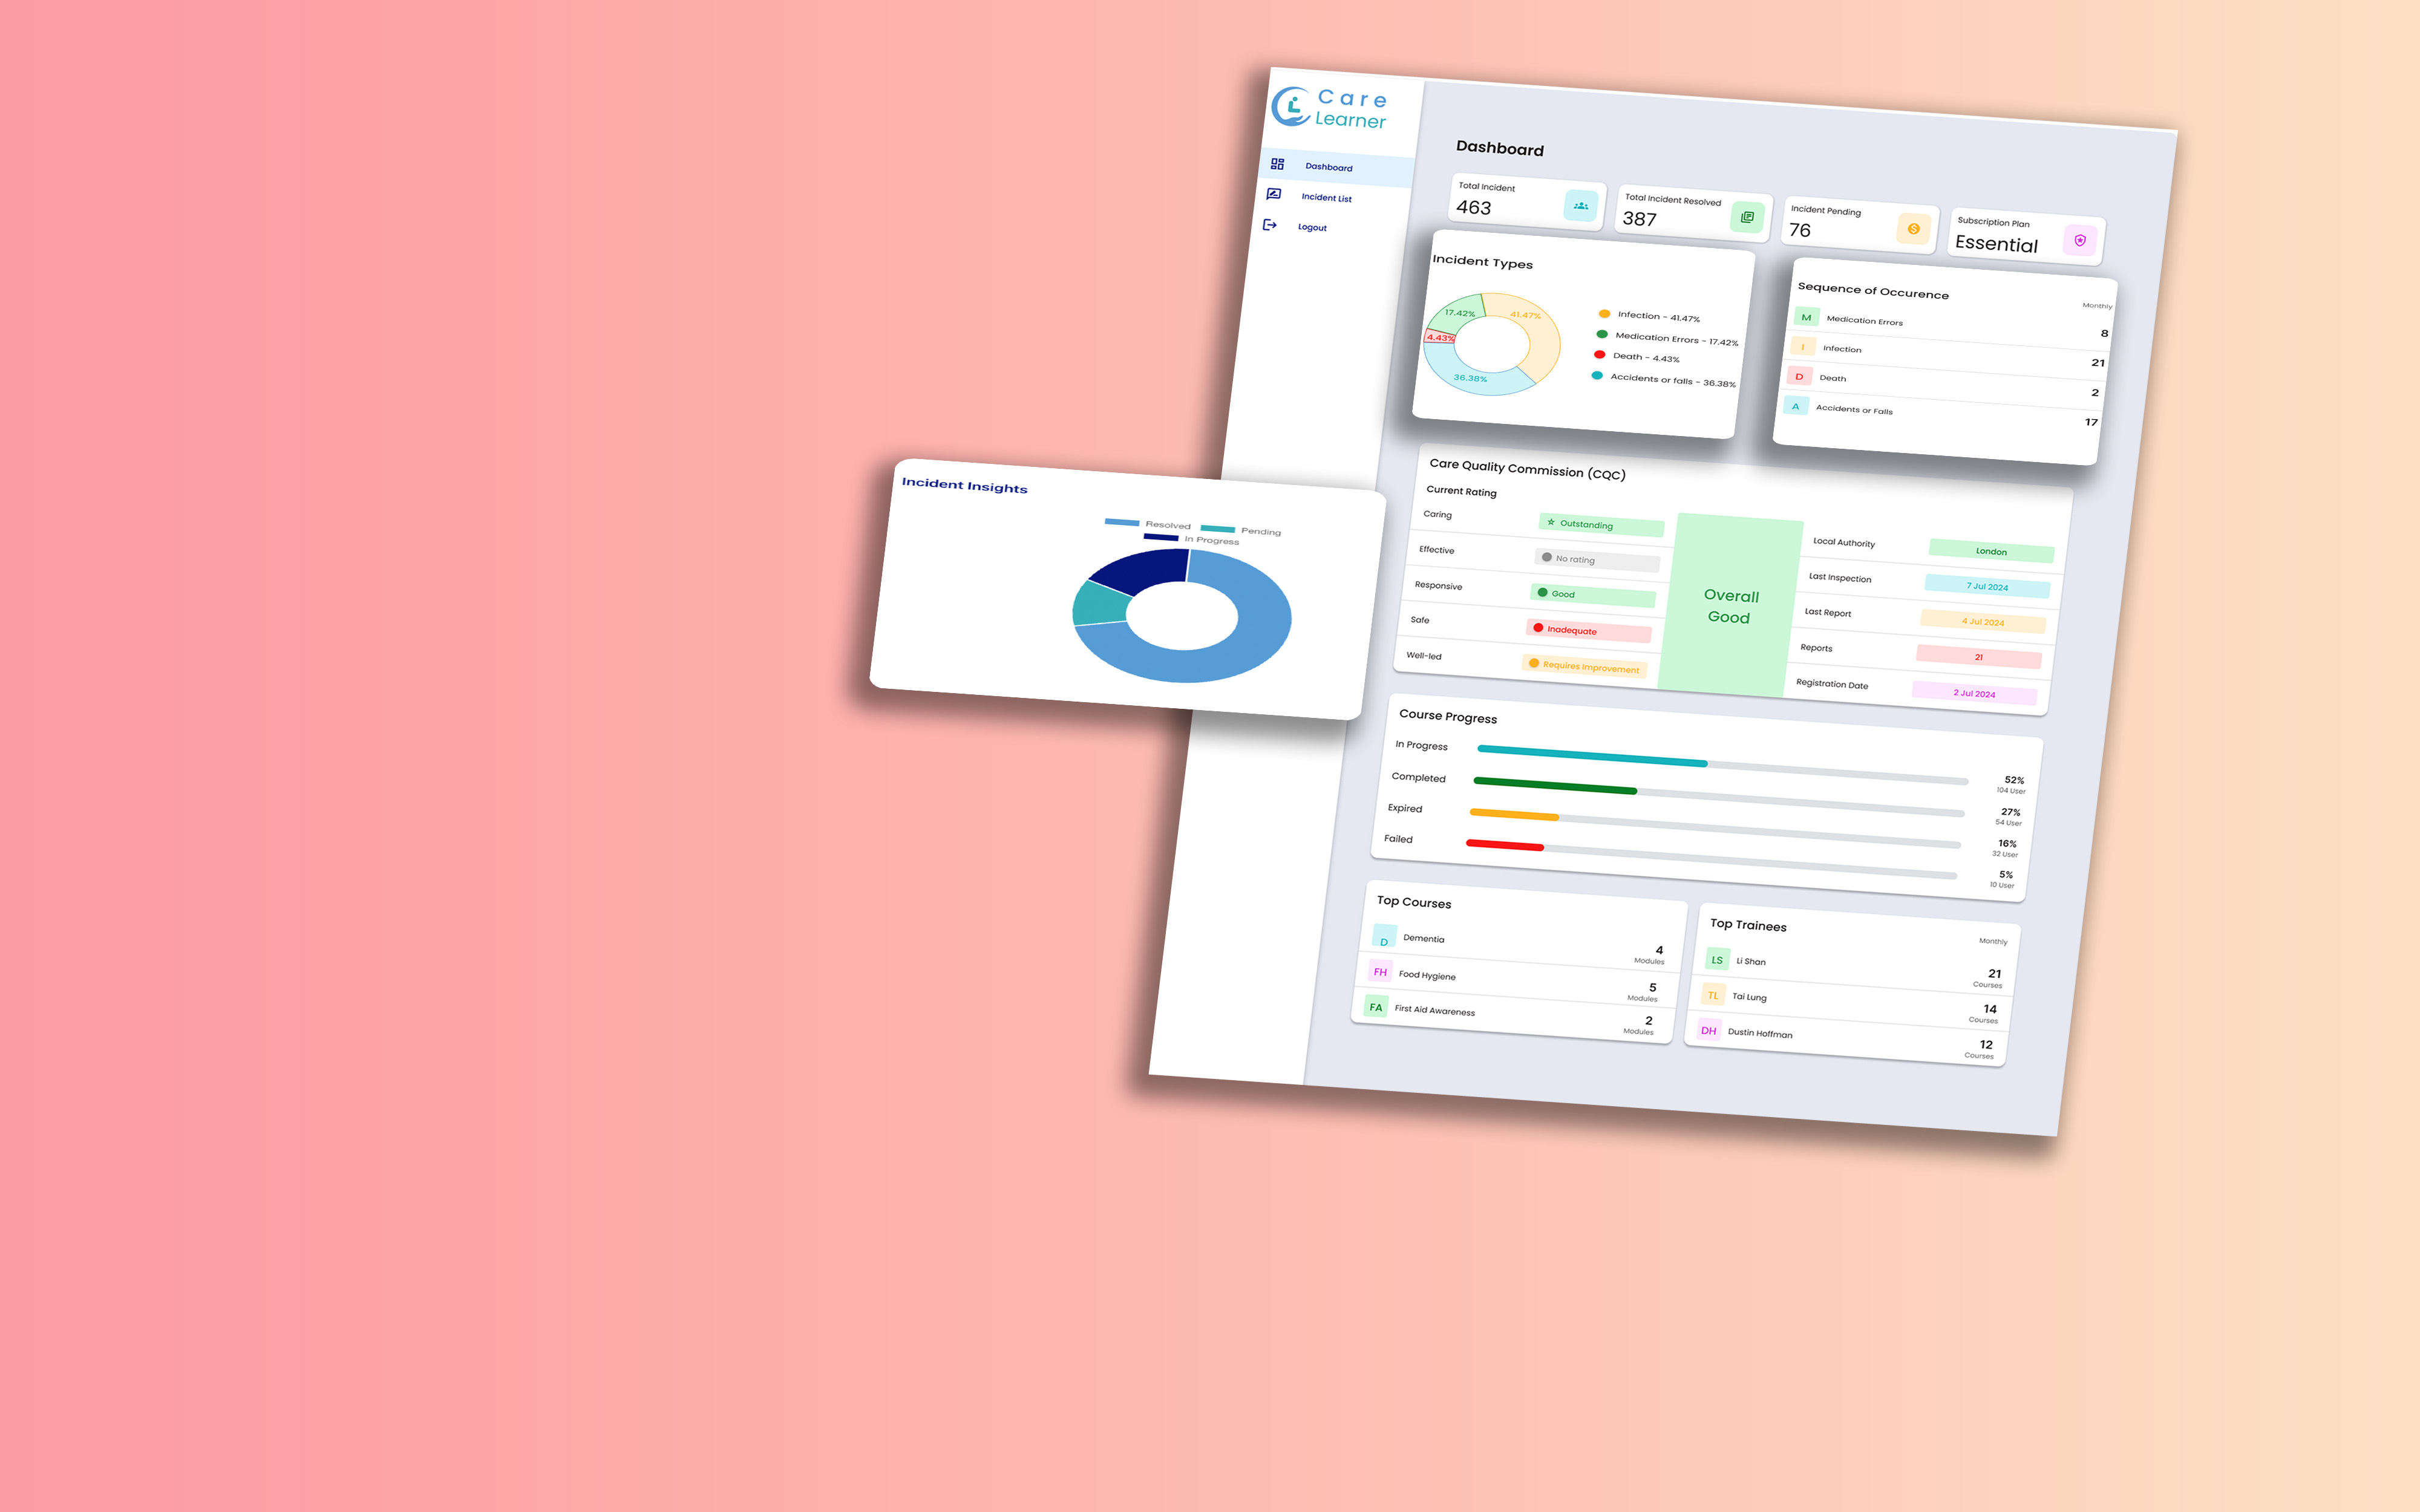 Care
Learner
Dashboard
Incident List
Logout
Dashboard
Total Incident
463
Total Incident Resolved
387
Incident Pending
76
Subscription Plan
Essential
Incident Types
17.42%
41.47%
4.43%
36.38%
Infection - 41.47%
Medication Errors - 17.42%
Death - 4.43%
Accidents or falls - 36.38%
Sequence of Occurence
Monthly
M Medication Errors 8
I Infection 21
D Death 2
A Accidents or Falls 17
Incident Insights
Resolved Pending
In Progress
Care Quality Commission (CQC)
Current Rating
Caring Outstanding
Effective No rating
Responsive Good
Safe Inadequate
Well-led Requires Improvement
Overall
Good
Local Authority London
Last Inspection 7 Jul 2024
Last Report 4 Jul 2024
Reports 21
Registration Date 2 Jul 2024
Course Progress
In Progress 52%
104 User
Completed 27%
54 User
Expired 16%
32 User
Failed 5%
10 User
Top Courses
D Dementia 4
Modules
FH Food Hygiene 5
Modules
FA First Aid Awareness 2
Modules
Top Trainees
Monthly
LS Li Shan 21
Courses
TL Tai Lung 14
Courses
DH Dustin Hoffman 12
Courses